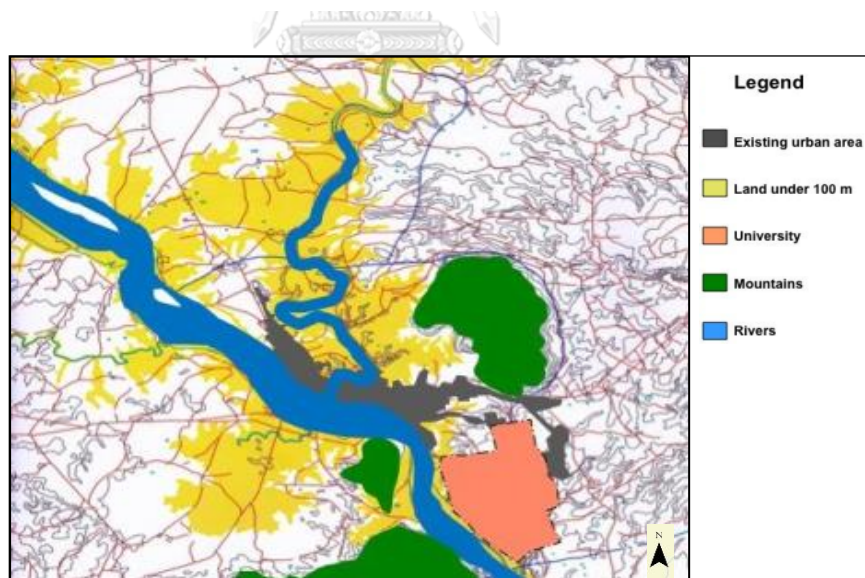 Legend
Existing urban area
Land under 100 m
University
Mountains
Rivers
N